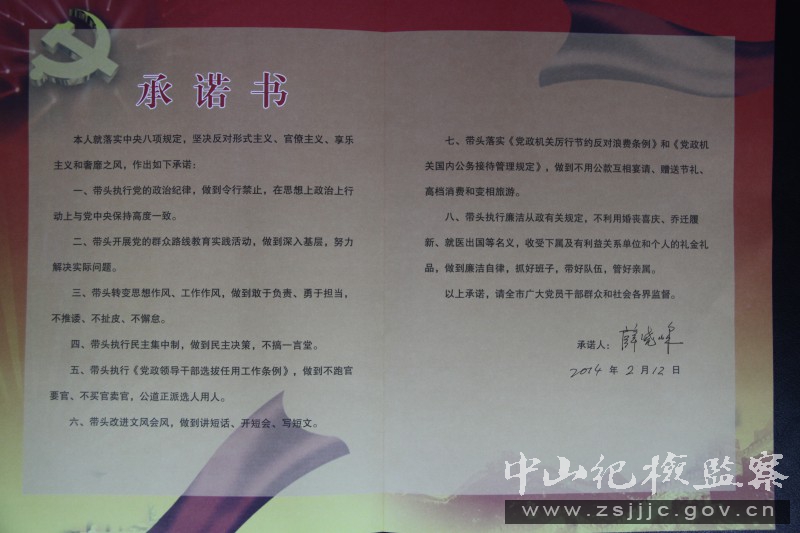 承诺书
本人就落实中央八项规定，坚决反对形式主义、官僚主义、享乐
主义和奢靡之风，作出如下承诺：
一、带头执行党的政治纪律，做到令行禁止，在思想上政治上行
动上与党中央保持高度一致。
二、带头开展党的群众路线教育实践活动，做到深入基层，努力
解决实际问题。
三、带头转变思想作风、工作作风，做到敢于负责、勇于担当，
不推诿、不扯皮、不懈怠。
四、带头执行民主集中制，做到民主决策，不搞一言堂。
五、带头执行《党政领导干部选拔任用工作条例》，做到不跑官
要官、不买官卖官，公道正派选人用人。
六、带头改进文风会风，做到讲短话、开短会、写短文。
七、带头落实《党政机关厉行节约反对浪费条例》和《党政机
关国内公务接待管理规定》，做到不用公款互相宴请、赠送节礼、
高档消费和变相旅游。
八、带头执行廉洁从政有关规定，不利用婚丧喜庆、乔迁履
新、就医出国等名义，收受下属及有利益关系单位和个人的礼金礼
品，做到廉洁自律，抓好班子，带好队伍，管好亲属。
以上承诺，请全市广大党员干部群众和社会各界监督。
承诺人：薛晓峰
2014 年 2 月 12 日
中山纪检监察
www.zsjjjc.gov.cn